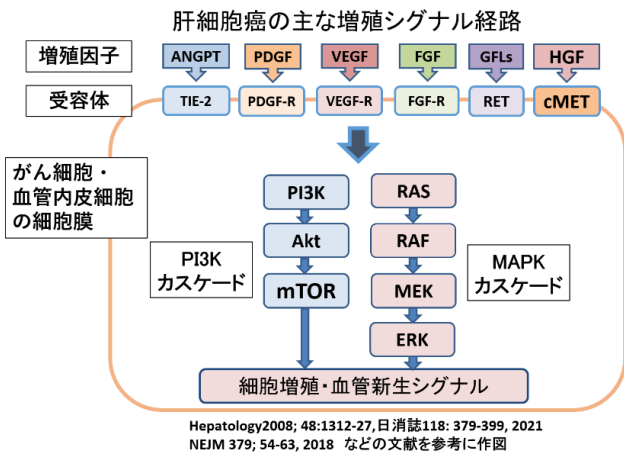 肝細胞癌の主な増殖シグナル経路
増殖因子
ANGPT
PDGF
VEGF
FGF
GFLs
HGF
受容体
TIE-2
PDGF-R
VEGF-R
FGF-R
RET
cMET
がん細胞・
血管内皮細胞
の細胞膜
PI3K
RAS
Akt
RAF
PI3K
カスケード
mTOR
MEK
MAPK
カスケード
ERK
細胞増殖・血管新生シグナル
Hepatology2008; 48:1312-27,日消誌118: 379-399, 2021
NEJM 379; 54-63, 2018 などの文献を参考に作図